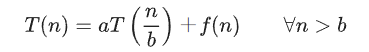 T(n) = aT(n/b) + f(n) ∀n > b